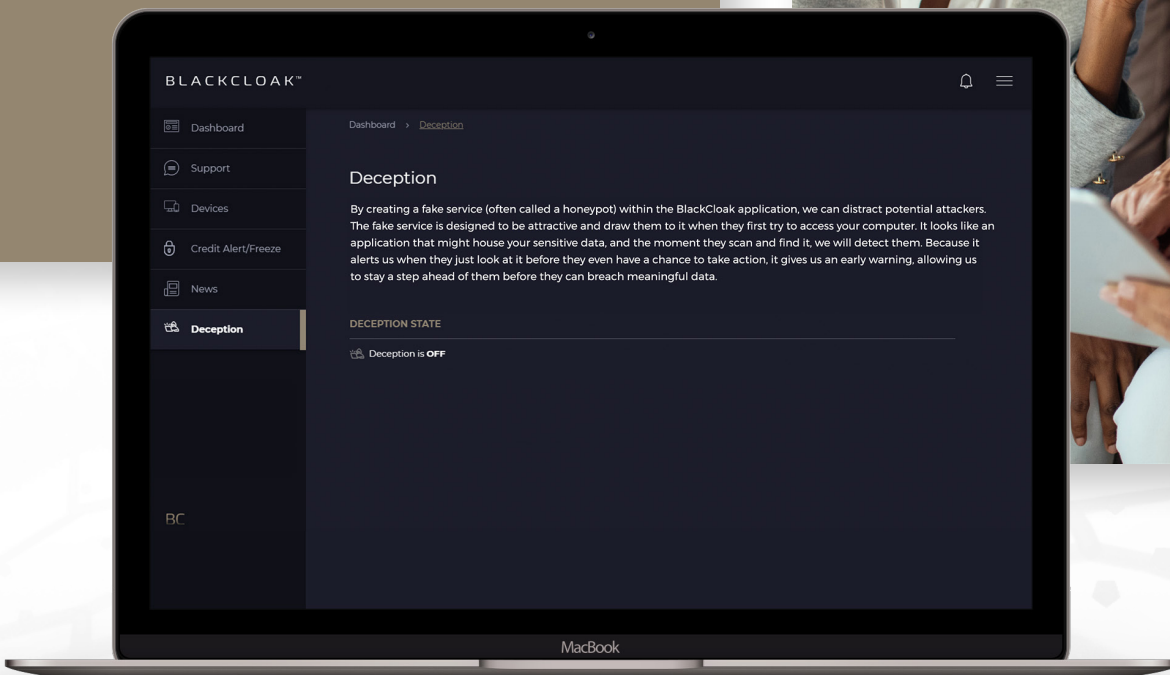 BLACKCLOAK™
Dashboard
Support
Devices
Credit Alert/Freeze
News
Deception
BC
Dashboard > Deception
Deception
By creating a fake service (often called a honeypot) within the BlackCloak application, we can distract potential attackers.
The fake service is designed to be attractive and draw them to it when they first try to access your computer. It looks like an
application that might house your sensitive data, and the moment they scan and find it, we will detect them. Because it
alerts us when they just look at it before they even have a chance to take action, it gives us an early warning, allowing us
to stay a step ahead of them before they can breach meaningful data.
DECEPTION STATE
Deception is OFF
MacBook